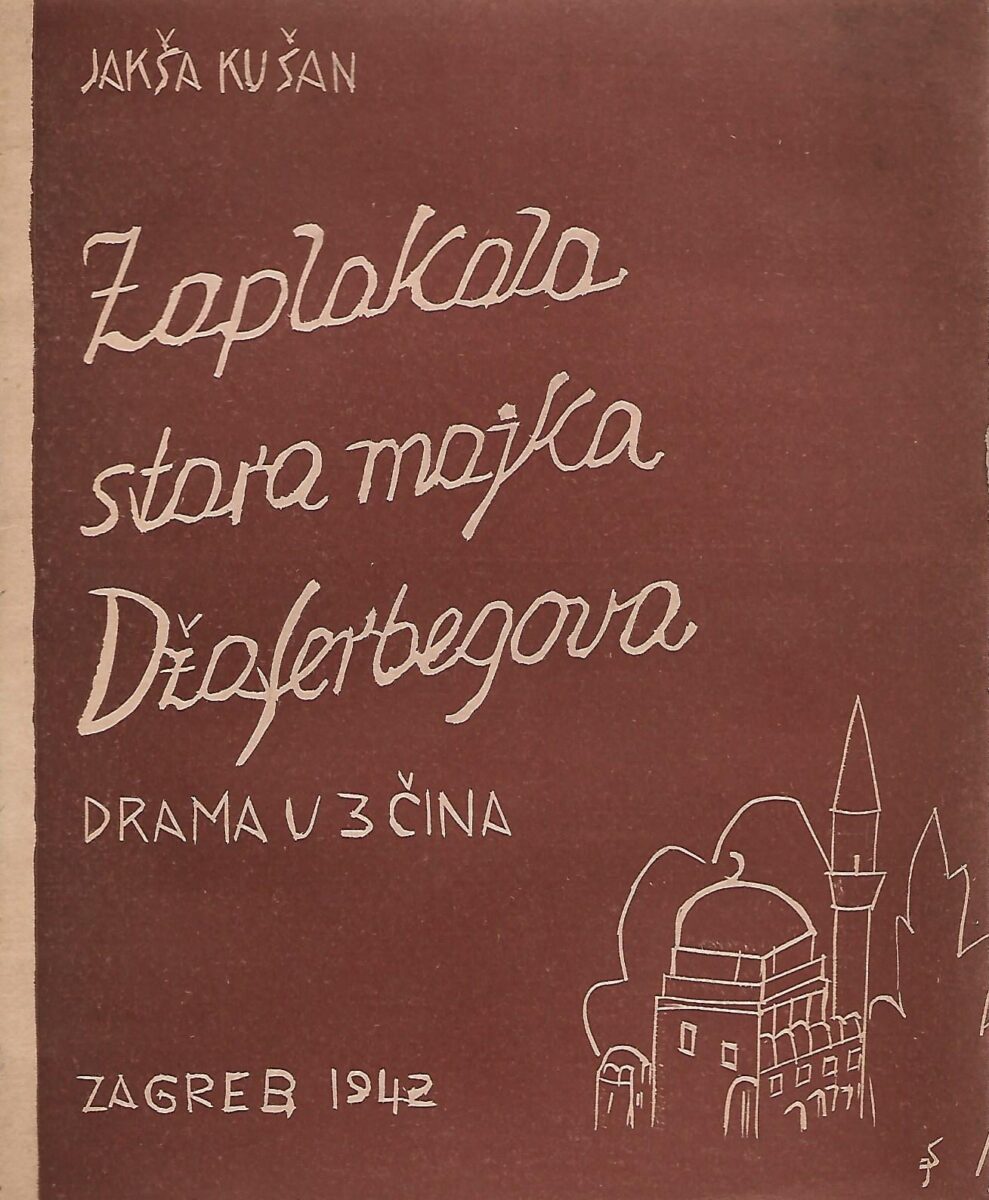 JAKŠA KUŠAN
Zaplakala
stara majka
Džaferbegova
DRAMA U 3 ČINA
ZAGREB 1942